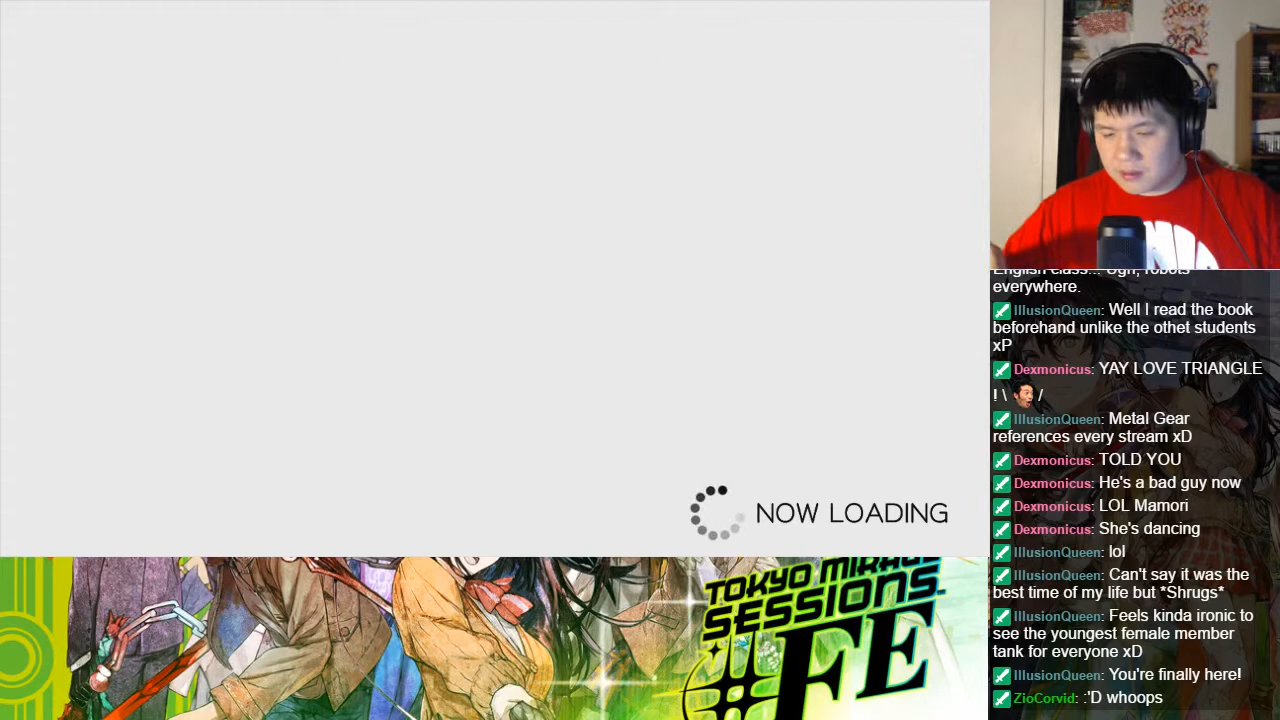 NOW LOADING
TOKYO MIRAGE
SESSIONS
#FE
English class... Ugh, robots
everywhere.
IllusionQueen: Well I read the book
beforehand unlike the othet students
xP
Dexmonicus: YAY LOVE TRIANGLE
! \ /
IllusionQueen: Metal Gear
references every stream xD
Dexmonicus: TOLD YOU
Dexmonicus: He's a bad guy now
Dexmonicus: LOL Mamori
Dexmonicus: She's dancing
IllusionQueen: lol
IllusionQueen: Can't say it was the
best time of my life but *Shrugs*
IllusionQueen: Feels kinda ironic to
see the youngest female member
tank for everyone xD
IllusionQueen: You're finally here!
ZioCorvid: :'D whoops